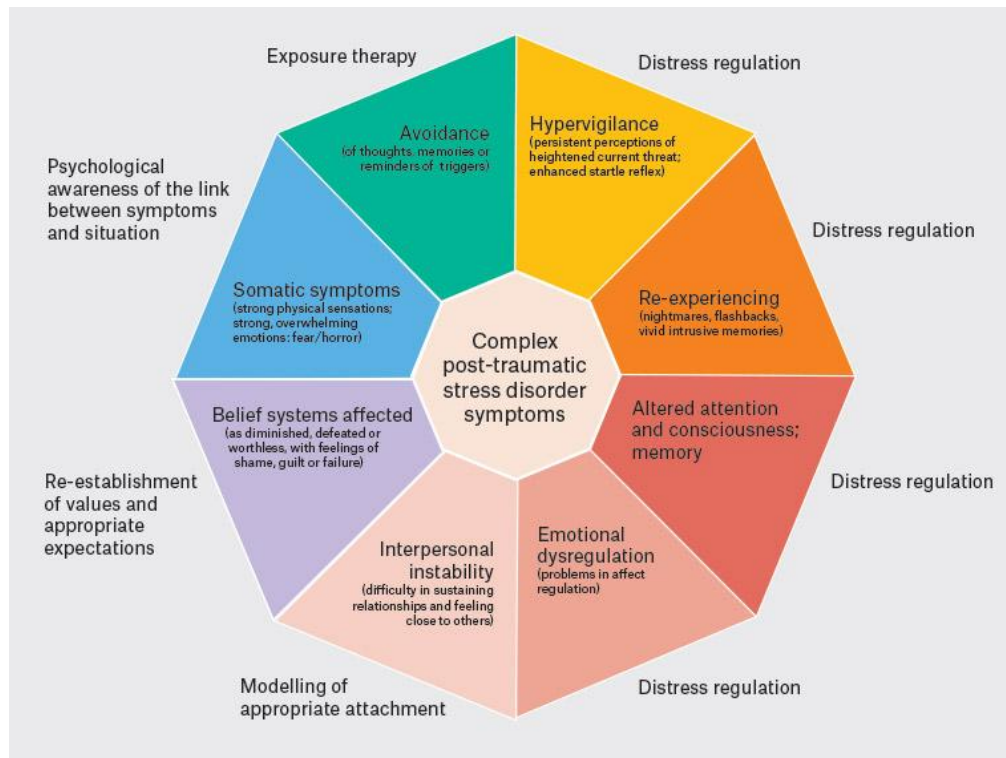 Exposure therapy
Distress regulation
Avoidance
(of thoughts, memories or
reminders of triggers)
Hypervigilance
(persistent perceptions of
heightened current threat;
enhanced startle reflex)
Psychological
awareness of the link
between symptoms
and situation
Distress regulation
Somatic symptoms
(strong physical sensations;
strong, overwhelming
emotions: fear/horror)
Re-experiencing
(nightmares, flashbacks,
vivid intrusive memories)
Complex
post-traumatic
stress disorder
symptoms
Belief systems affected
(as diminished, defeated or
worthless, with feelings of
shame, guilt or failure)
Altered attention
and consciousness;
memory
Re-establishment
of values and
appropriate
expectations
Distress regulation
Interpersonal
instability
(difficulty in sustaining
relationships and feeling
close to others)
Emotional
dysregulation
(problems in affect
regulation)
Modelling of
appropriate attachment
Distress regulation